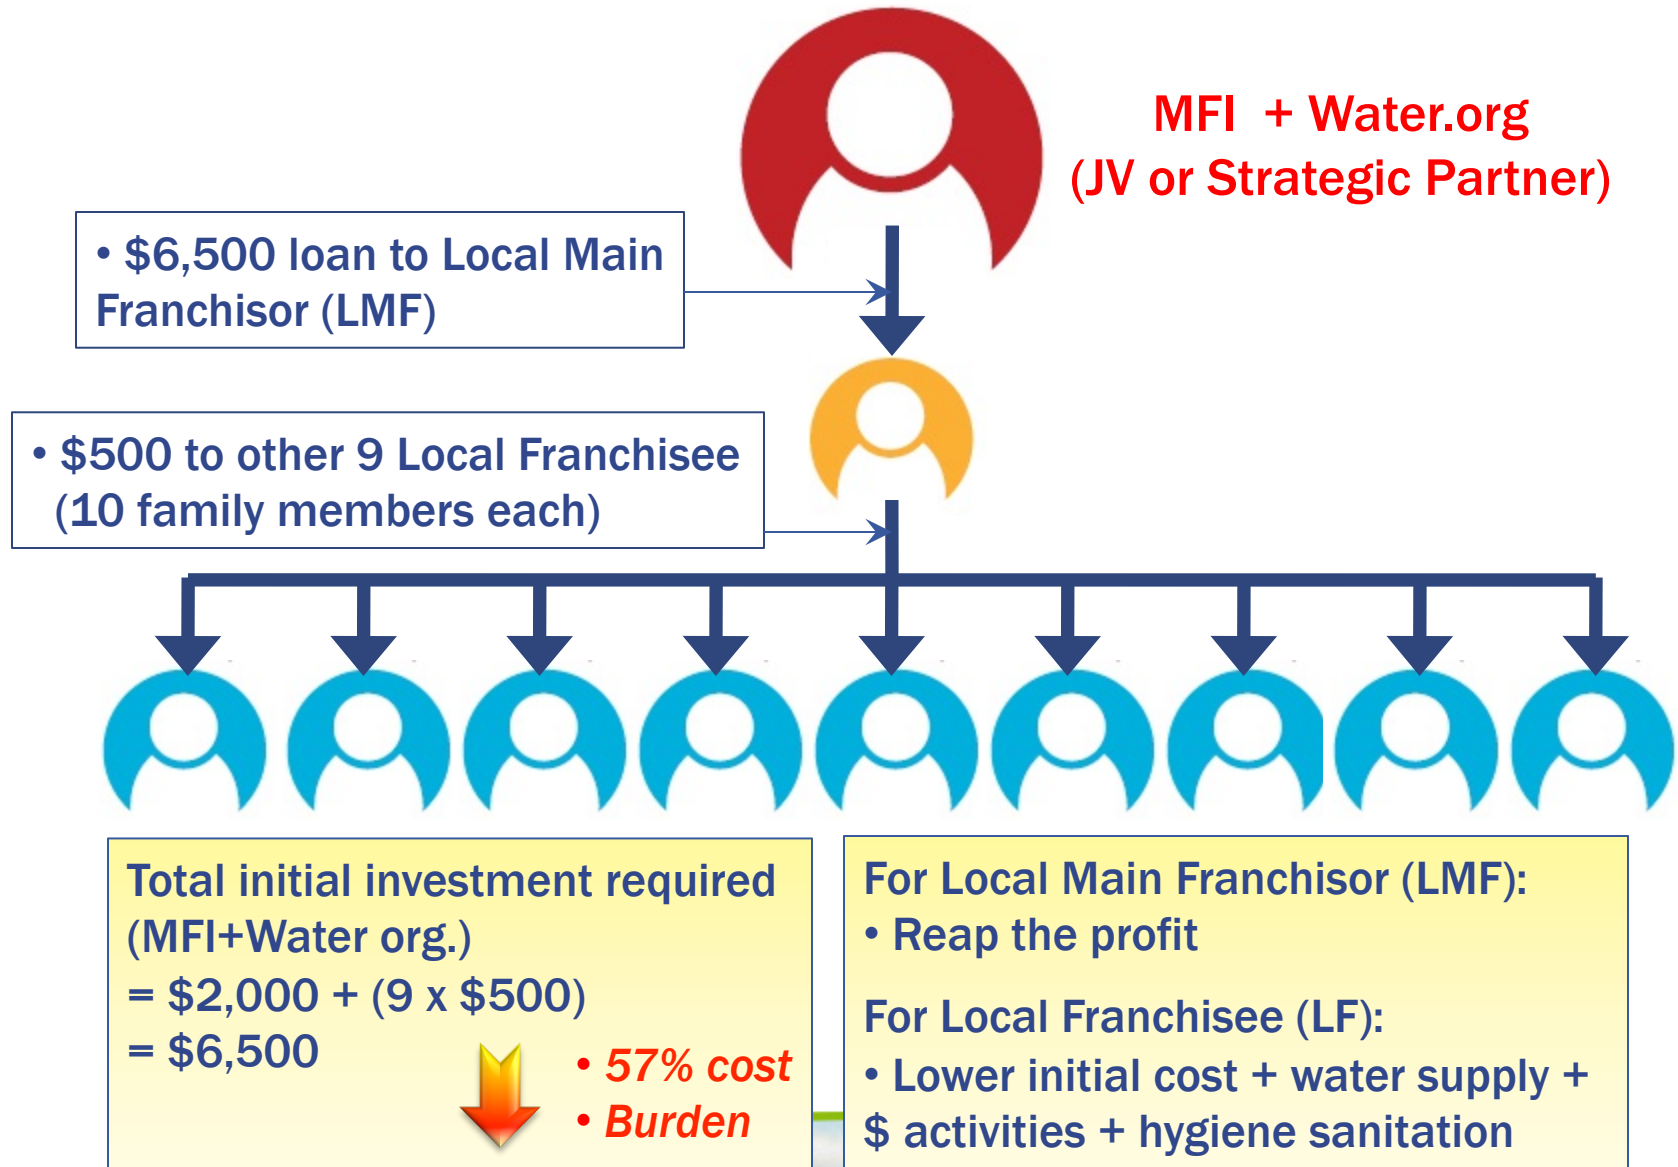 MFI + Water.org
(JV or Strategic Partner)
• $6,500 loan to Local Main
Franchisor (LMF)
• $500 to other 9 Local Franchisee
(10 family members each)
Total initial investment required
(MFI+Water org.)
= $2,000 + (9 x $500)
= $6,500
• 57% cost
• Burden
For Local Main Franchisor (LMF):
• Reap the profit
For Local Franchisee (LF):
• Lower initial cost + water supply +
$ activities + hygiene sanitation